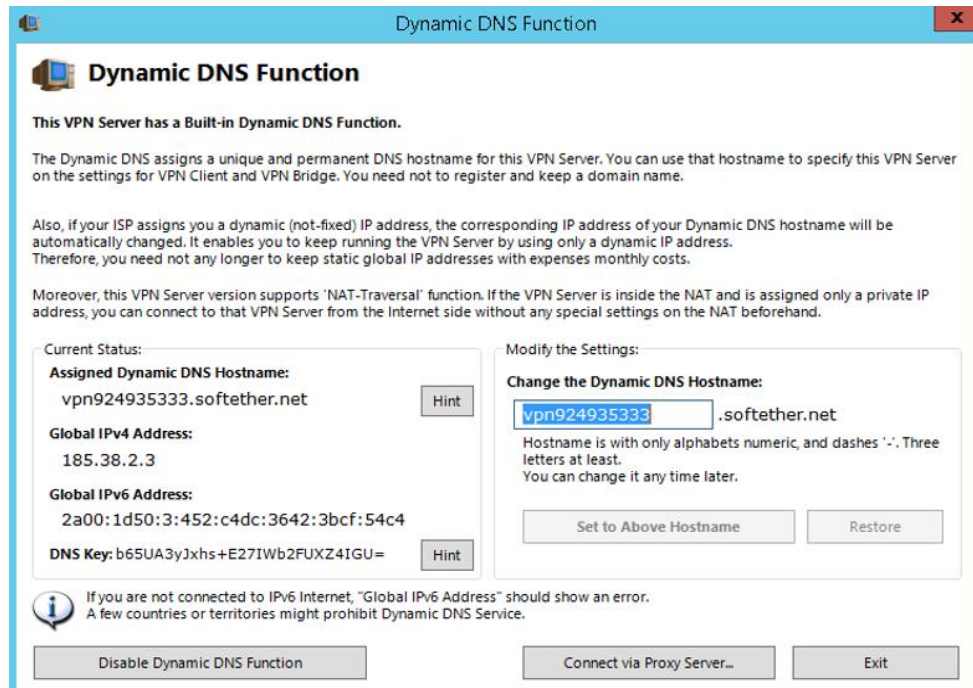 Dynamic DNS Function
x
Dynamic DNS Function
This VPN Server has a Built-in Dynamic DNS Function.
The Dynamic DNS assigns a unique and permanent DNS hostname for this VPN Server. You can use that hostname to specify this VPN Server
on the settings for VPN Client and VPN Bridge. You need not to register and keep a domain name.
Also, if your ISP assigns you a dynamic (not-fixed) IP address, the corresponding IP address of your Dynamic DNS hostname will be
automatically changed. It enables you to keep running the VPN Server by using only a dynamic IP address.
Therefore, you need not any longer to keep static global IP addresses with expenses monthly costs.
Moreover, this VPN Server version supports 'NAT-Traversal' function. If the VPN Server is inside the NAT and is assigned only a private IP
address, you can connect to that VPN Server from the Internet side without any special settings on the NAT beforehand.
Current Status:
Assigned Dynamic DNS Hostname:
vpn924935333.softether.net
Hint
Global IPv4 Address:
185.38.2.3
Global IPv6 Address:
2a00:1d50:3:452:c4dc:3642:3bcf:54c4
DNS Key: b65UA3yJxhs+E27IWb2FUXZ4IGU=
Hint
Modify the Settings:
Change the Dynamic DNS Hostname:
vpn924935333 .softether.net
Hostname is with only alphabets numeric, and dashes '-'. Three
letters at least.
You can change it any time later.
Set to Above Hostname
Restore
If you are not connected to IPv6 Internet, "Global IPv6 Address" should show an error.
A few countries or territories might prohibit Dynamic DNS Service.
Disable Dynamic DNS Function
Connect via Proxy Server...
Exit